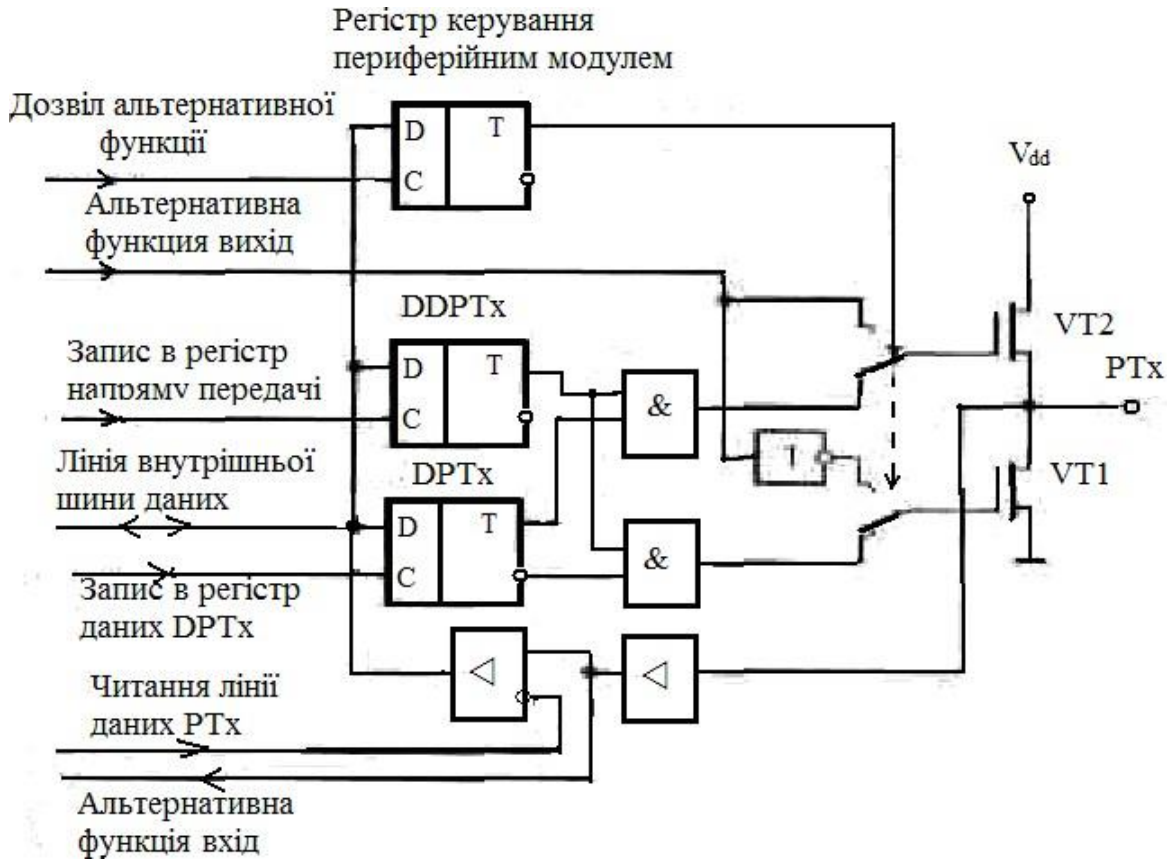 Регістр керування
периферійним модулем
Дозвіл альтернативної
функції
D
T
C
Vdd
Альтернативна
функция вихід
DDPTx
VT2
Запис в регістр
напряму передачі
D
T
C
&
PTx
Лінія внутрішньої
шини даних
DPTx
1
VT1
D
T
C
&
Запис в регістр
даних DPTx
Читання лінії
даних PTx
Альтернативна
функція вхід